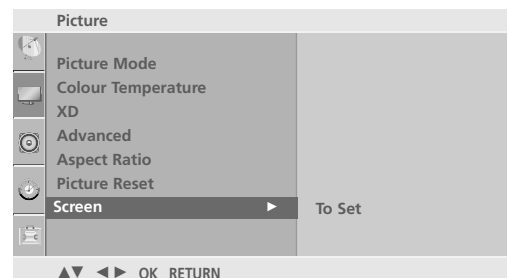 Picture
Picture Mode
Colour Temperature
XD
Advanced
Aspect Ratio
Picture Reset
Screen ► To Set
▲▼ ◄► OK RETURN